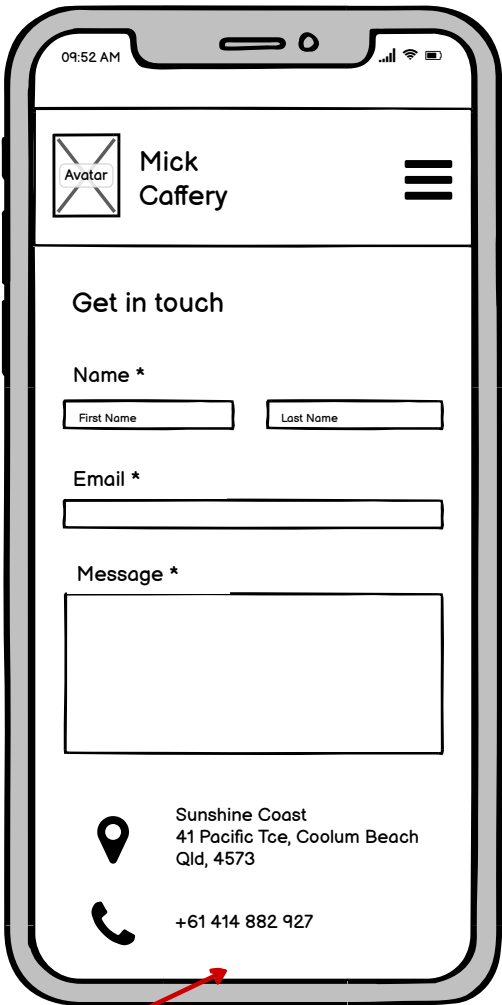 09:52 AM
Avatar
Mick
Caffery
Get in touch
Name *
First Name
Last Name
Email *
Message *
Sunshine Coast
41 Pacific Tce, Coolum Beach
Qld, 4573
+61 414 882 927